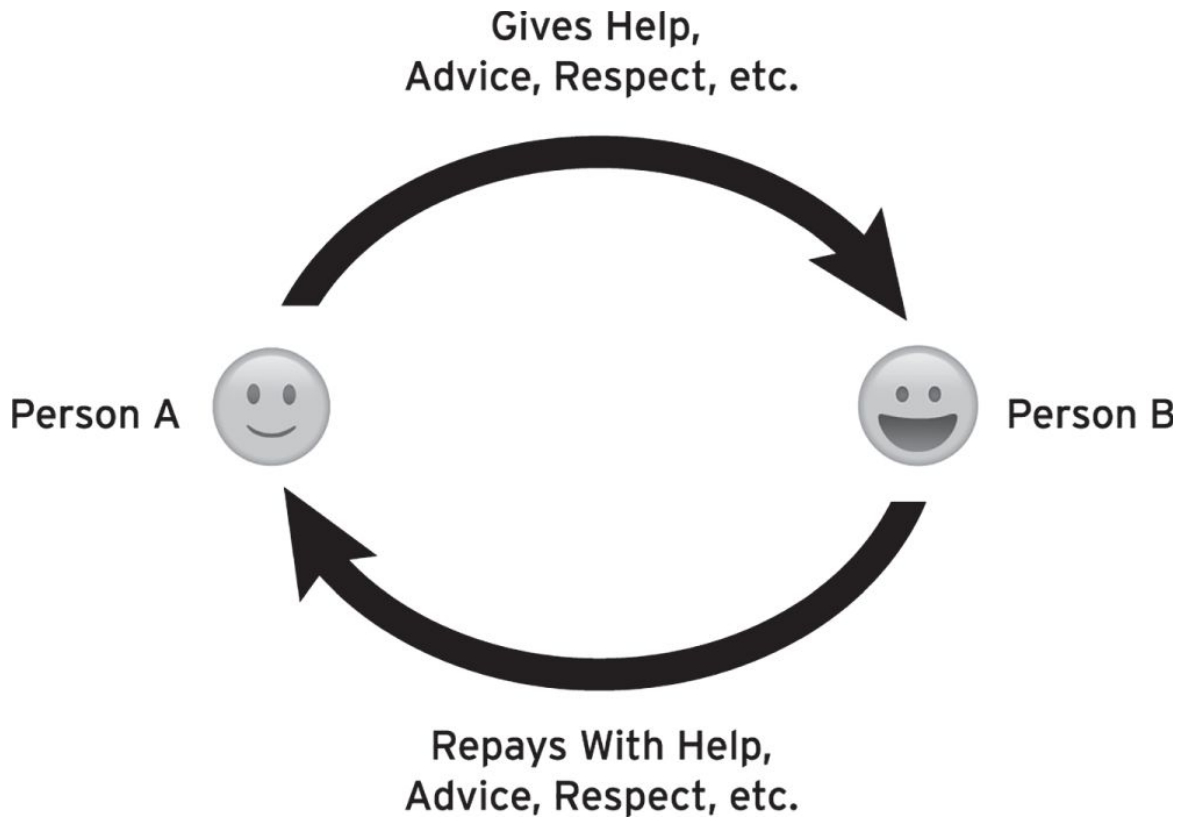 Gives Help,
Advice, Respect, etc.
Person A
Person B
Repays With Help,
Advice, Respect, etc.